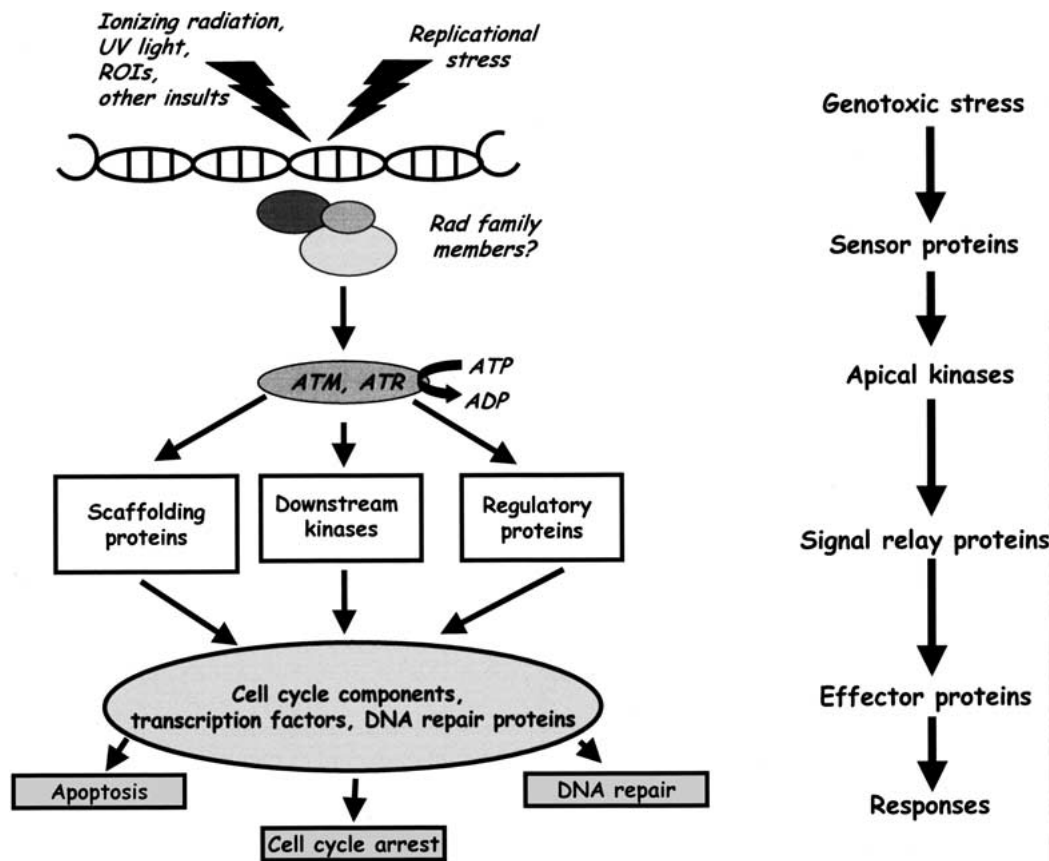 Ionizing radiation,
UV light,
ROIs,
other insults
Replicational
stress
Rad family
members?
ATM, ATR
ATP
ADP
Scaffolding
proteins
Downstream
kinases
Regulatory
proteins
Cell cycle components,
transcription factors, DNA repair proteins
Apoptosis
Cell cycle arrest
DNA repair
Genotoxic stress
Sensor proteins
Apical kinases
Signal relay proteins
Effector proteins
Responses